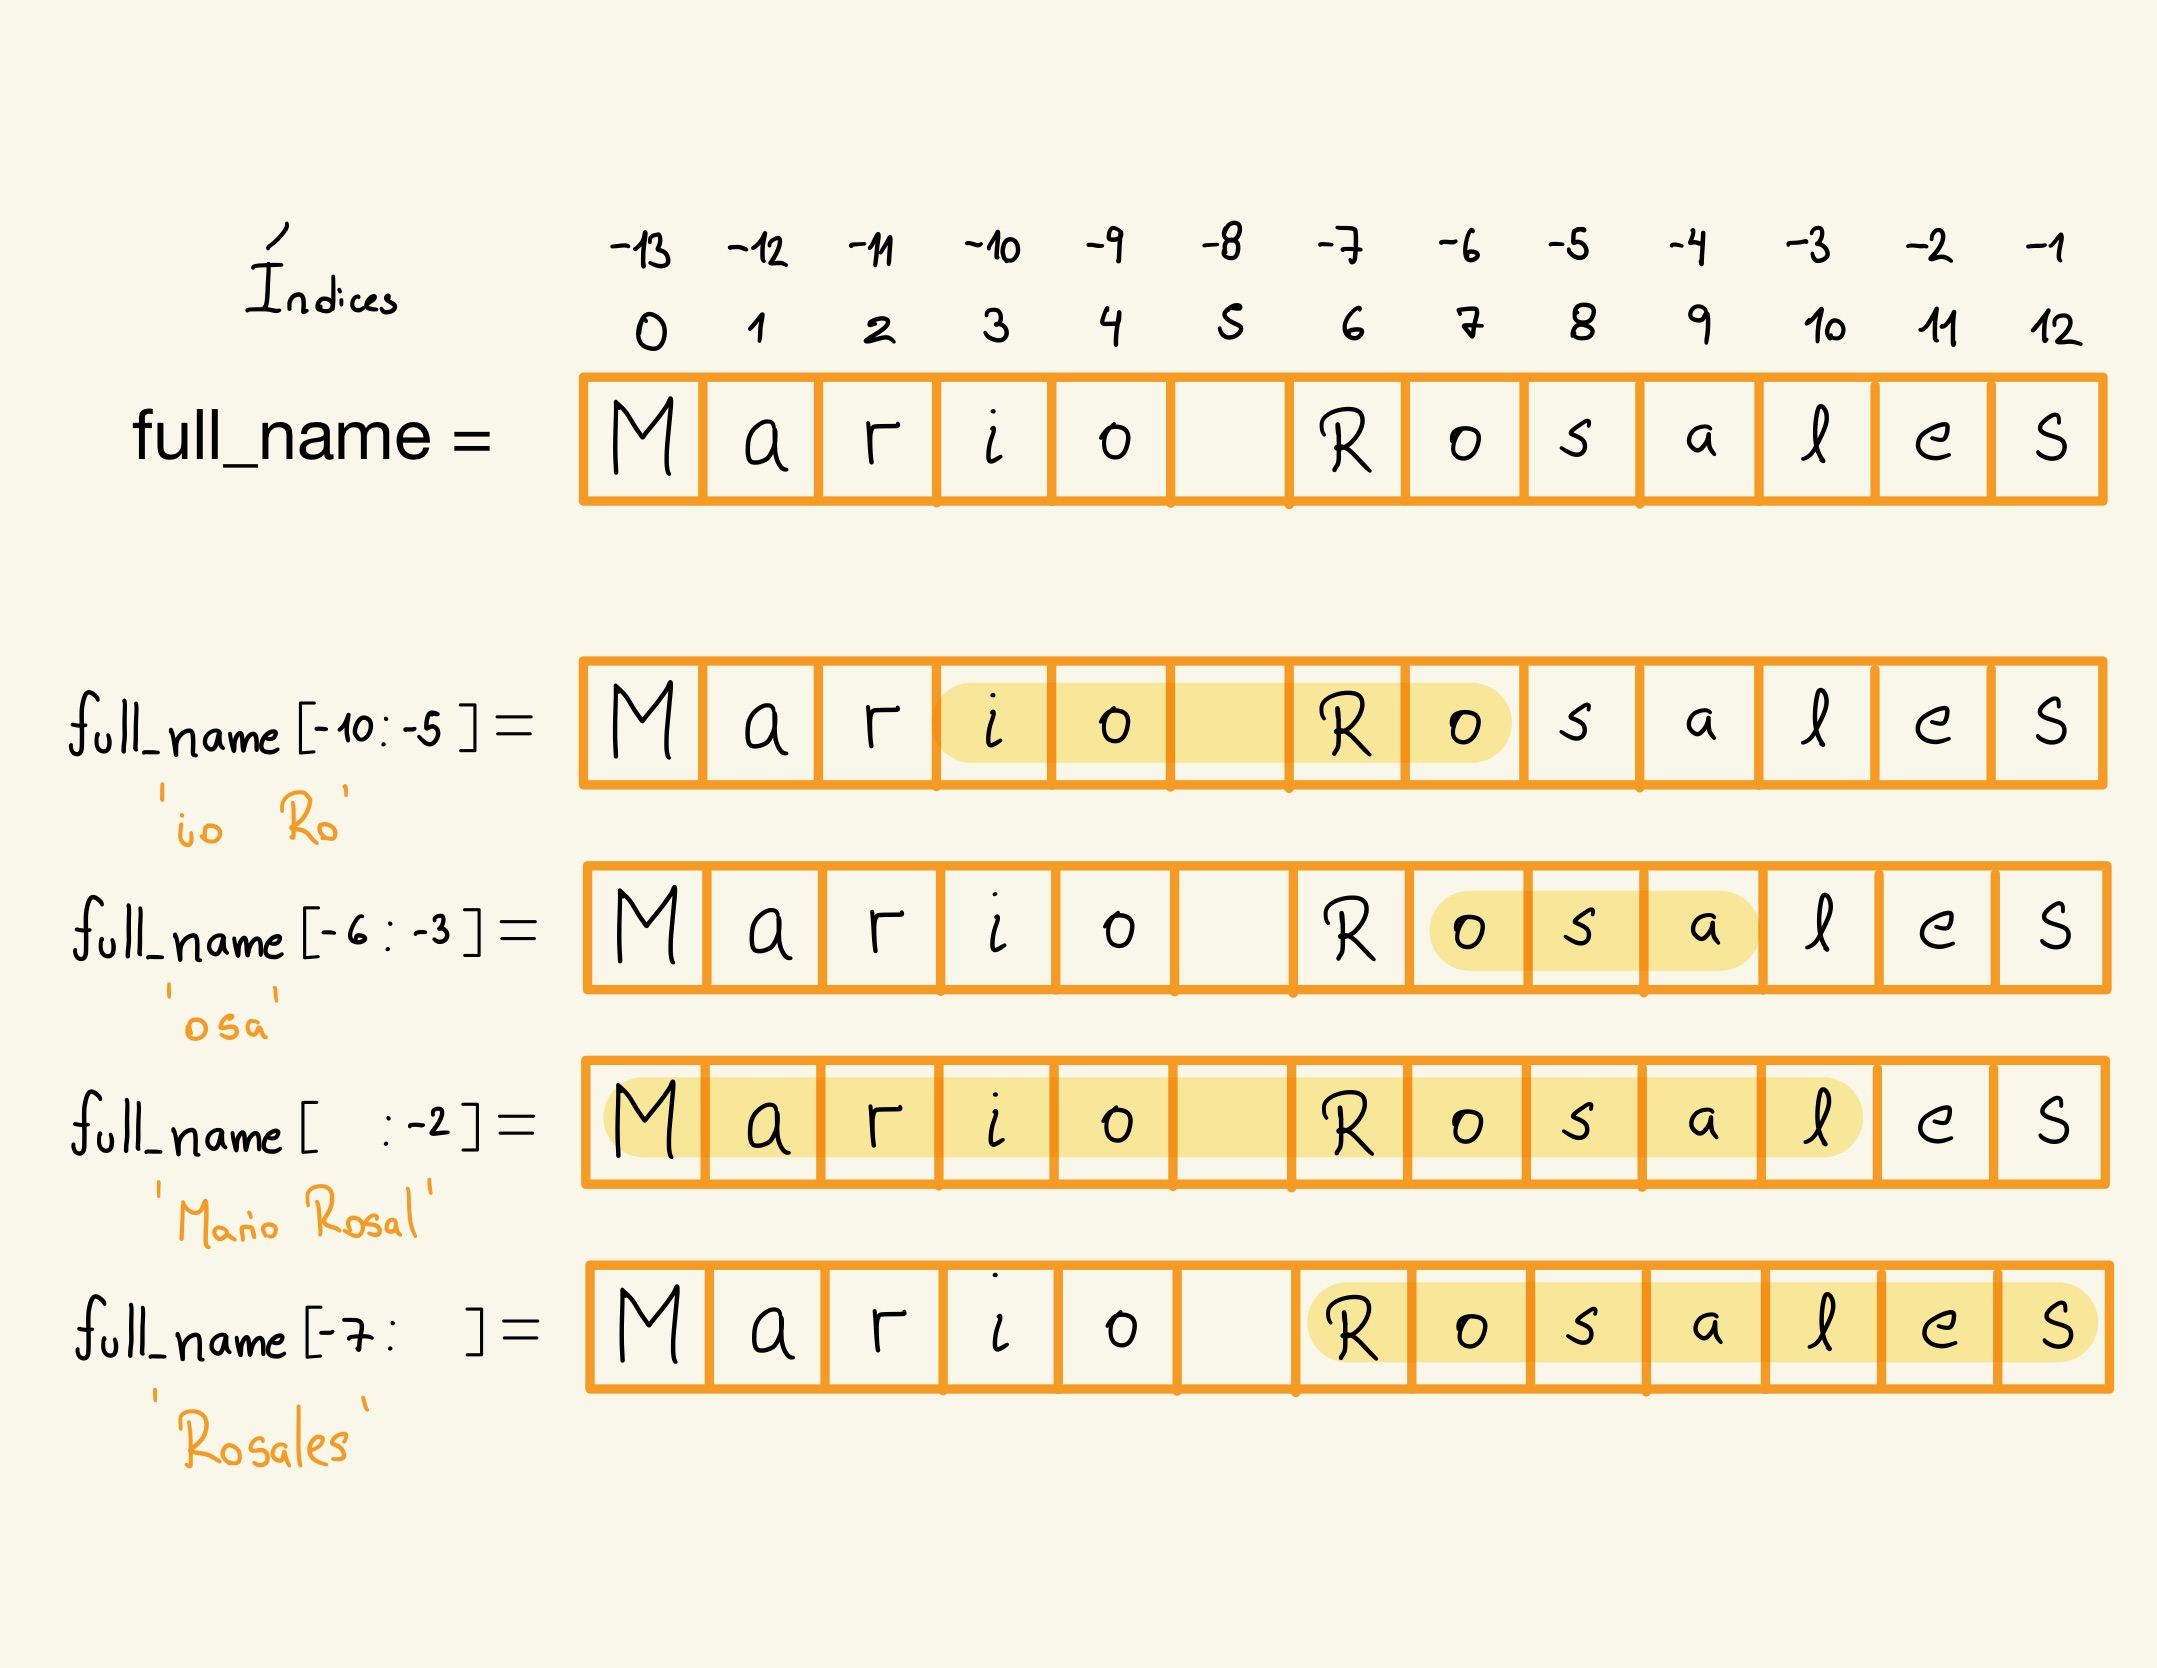 Índices -13 -12 -11 -10 -9 -8 -7 -6 -5 -4 -3 -2 -1
0 1 2 3 4 5 6 7 8 9 10 11 12
full_name = M a r i o R o s a l e s
full_name [-10:-5] = M a r i o R o s a l e s
'io Ro'
full_name [-6:-3] = M a r i o R o s a l e s
'osa'
full_name [ :-2] = M a r i o R o s a l e s
'Mario Rosal'
full_name [-7: ] = M a r i o R o s a l e s
'Rosales'